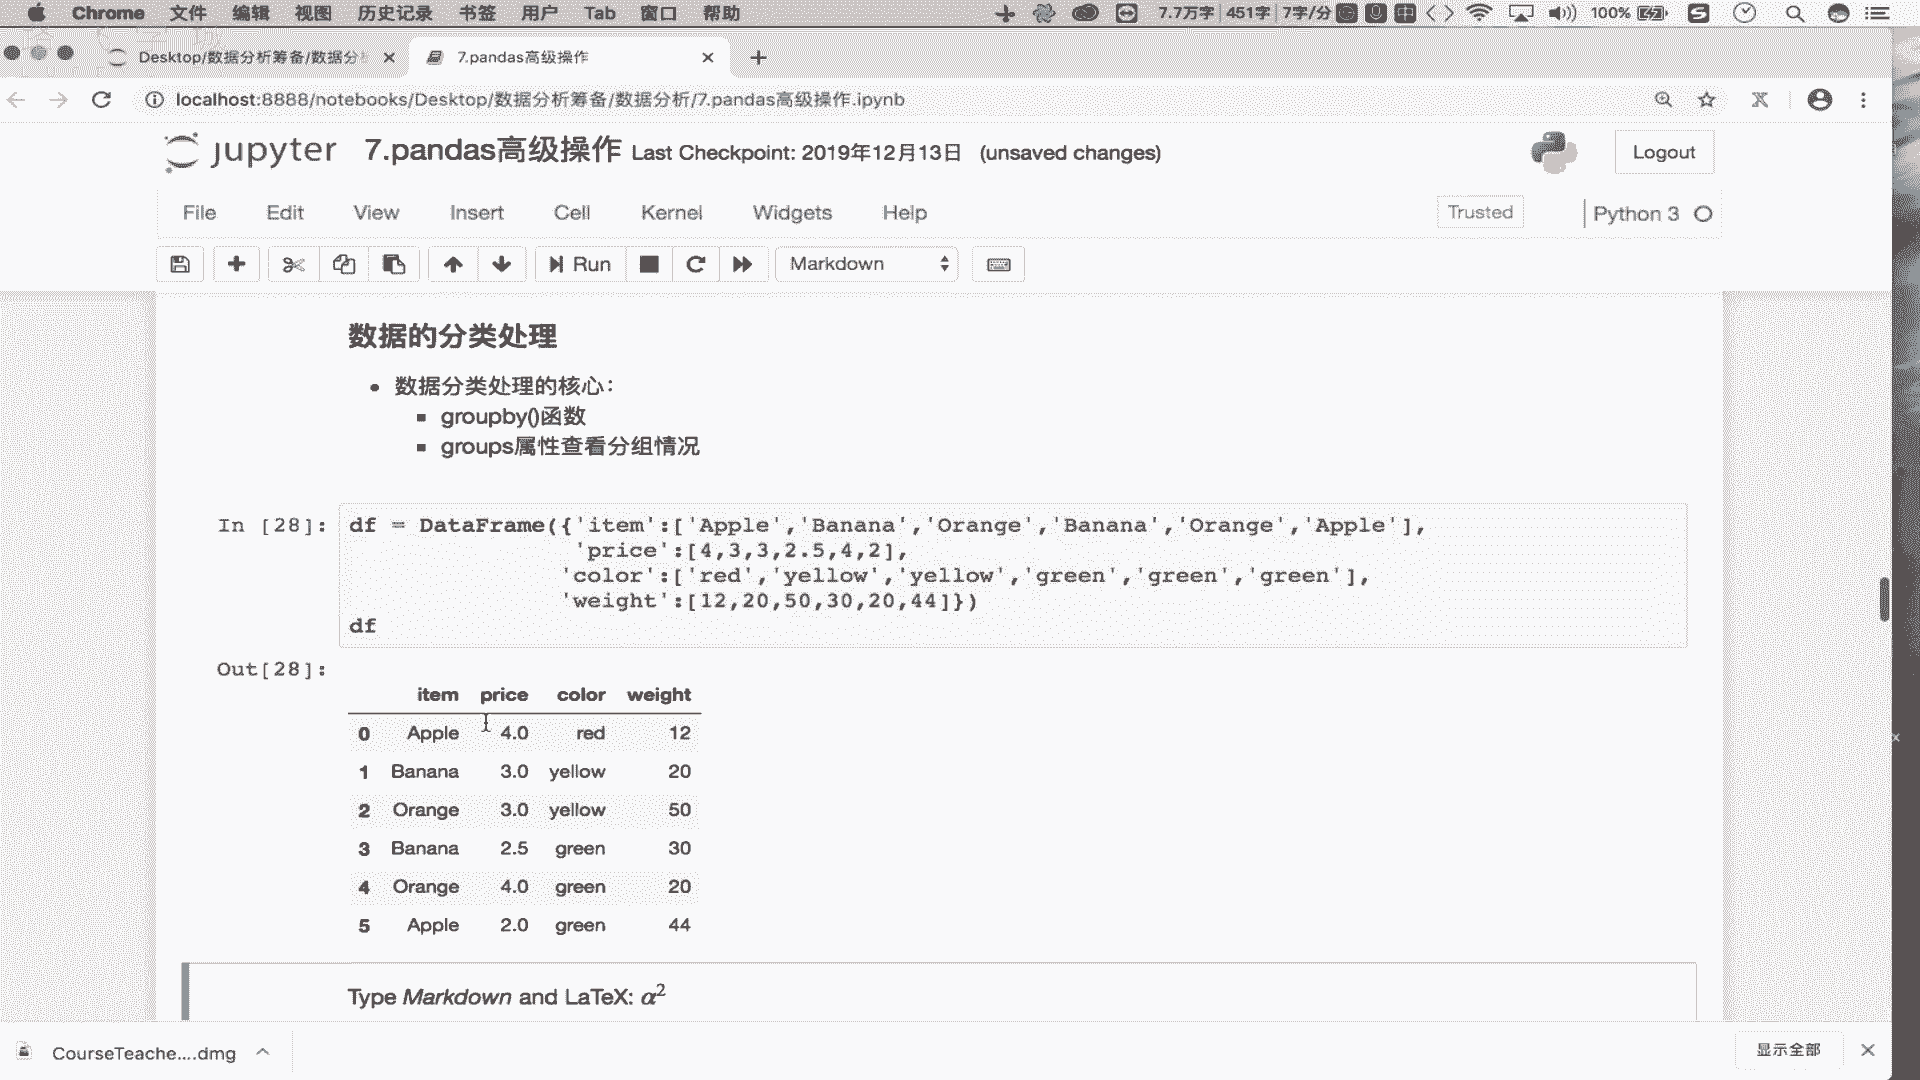 Chrome 文件 编辑 视图 历史记录 书签 用户 Tab 窗口 帮助 7.7万字 451字 7字/分 100%
Desktop/数据分析筹备/数据分 7.pandas高级操作
localhost:8888/notebooks/Desktop/数据分析筹备/数据分析/7.pandas高级操作.ipynb
jupyter 7.pandas高级操作 Last Checkpoint: 2019年12月13日 (unsaved changes) Logout
File Edit View Insert Cell Kernel Widgets Help Trusted Python 3
Run Markdown
数据的分类处理
数据分类处理的核心：
groupby()函数
groups属性查看分组情况
In [28]: df = DataFrame({'item':['Apple','Banana','Orange','Banana','Orange','Apple'],
'price':[4,3,3,2.5,4,2],
'color':['red','yellow','yellow','green','green','green'],
'weight':[12,20,50,30,20,44]})
df
Out[28]:
item price color weight
0 Apple 4.0 red 12
1 Banana 3.0 yellow 20
2 Orange 3.0 yellow 50
3 Banana 2.5 green 30
4 Orange 4.0 green 20
5 Apple 2.0 green 44
Type Markdown and LaTeX: α²
CourseTeache....dmg 显示全部